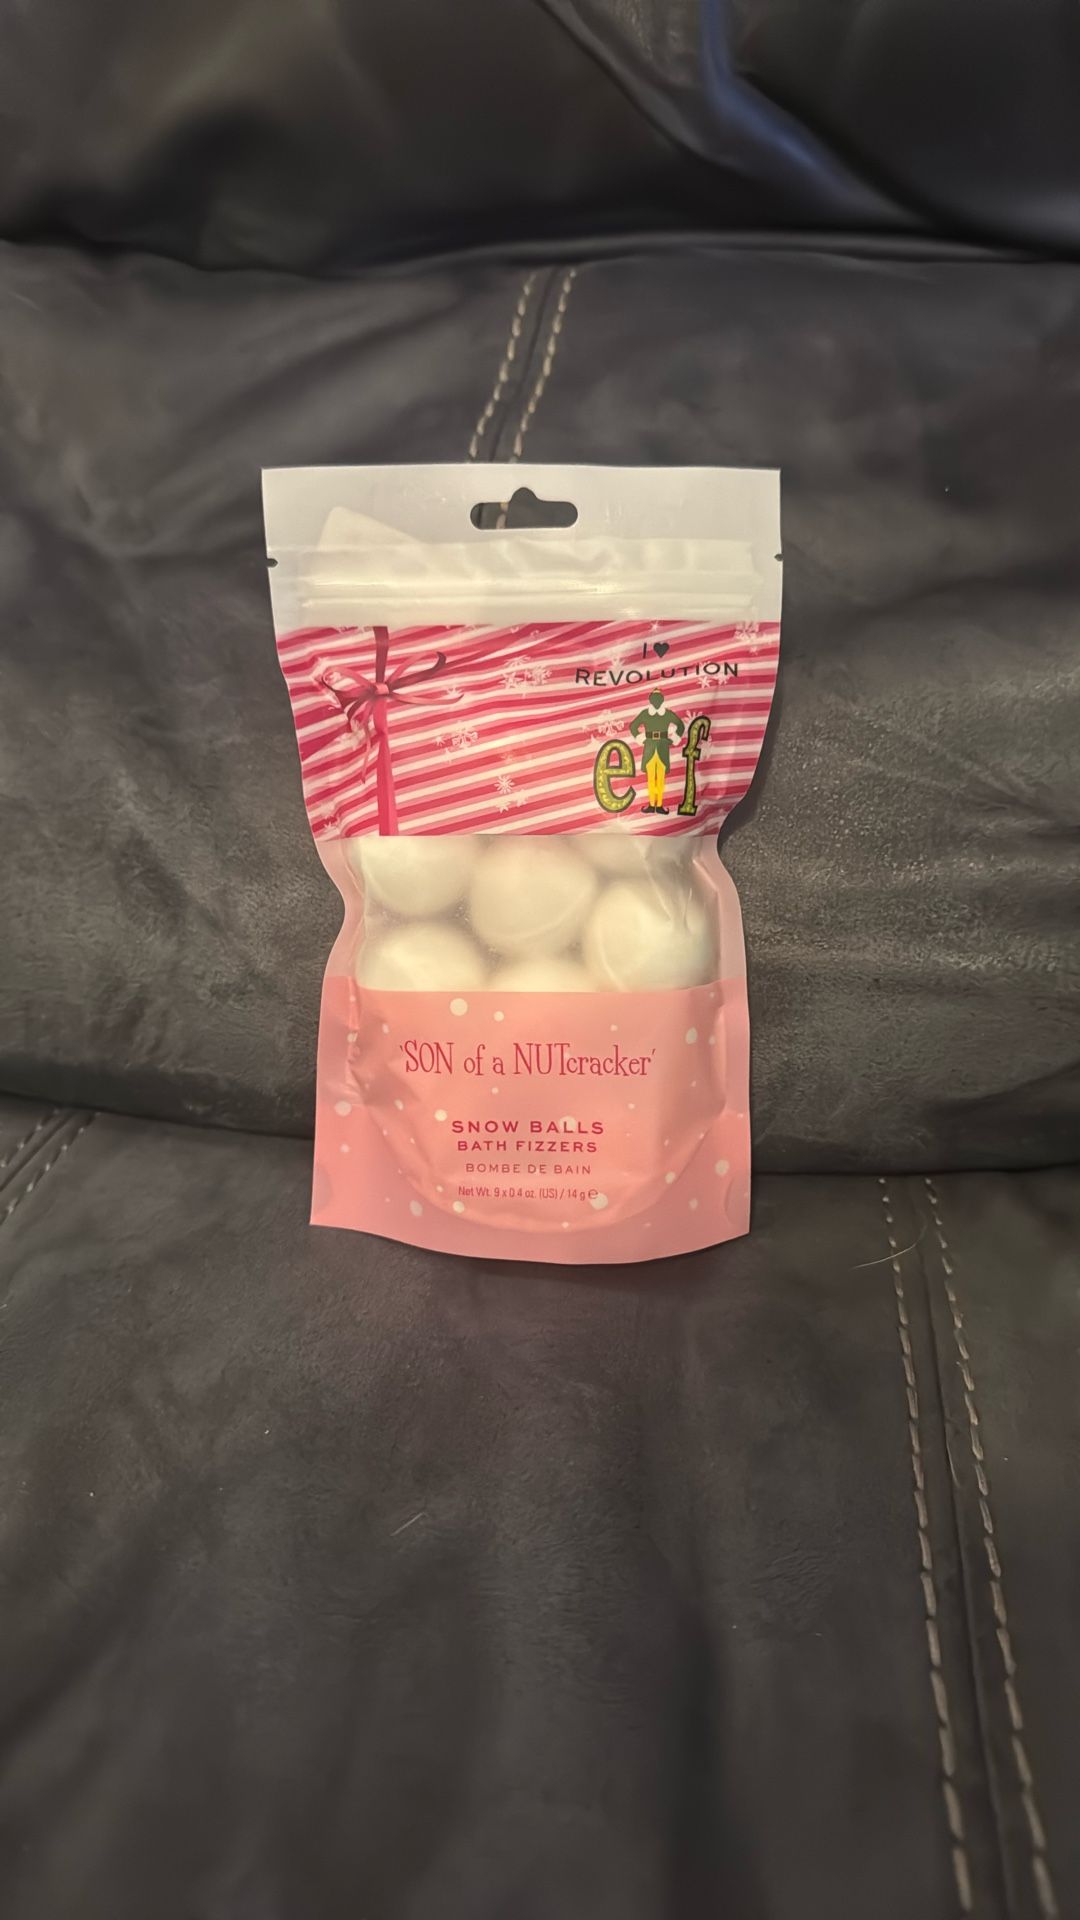 I ♥
REVOLUTION
elf
'SON of a NUTcracker'
SNOW BALLS
BATH FIZZERS
BOMBE DE BAIN
Net Wt. 9 x 0.4 oz. (US) / 14 g ℮